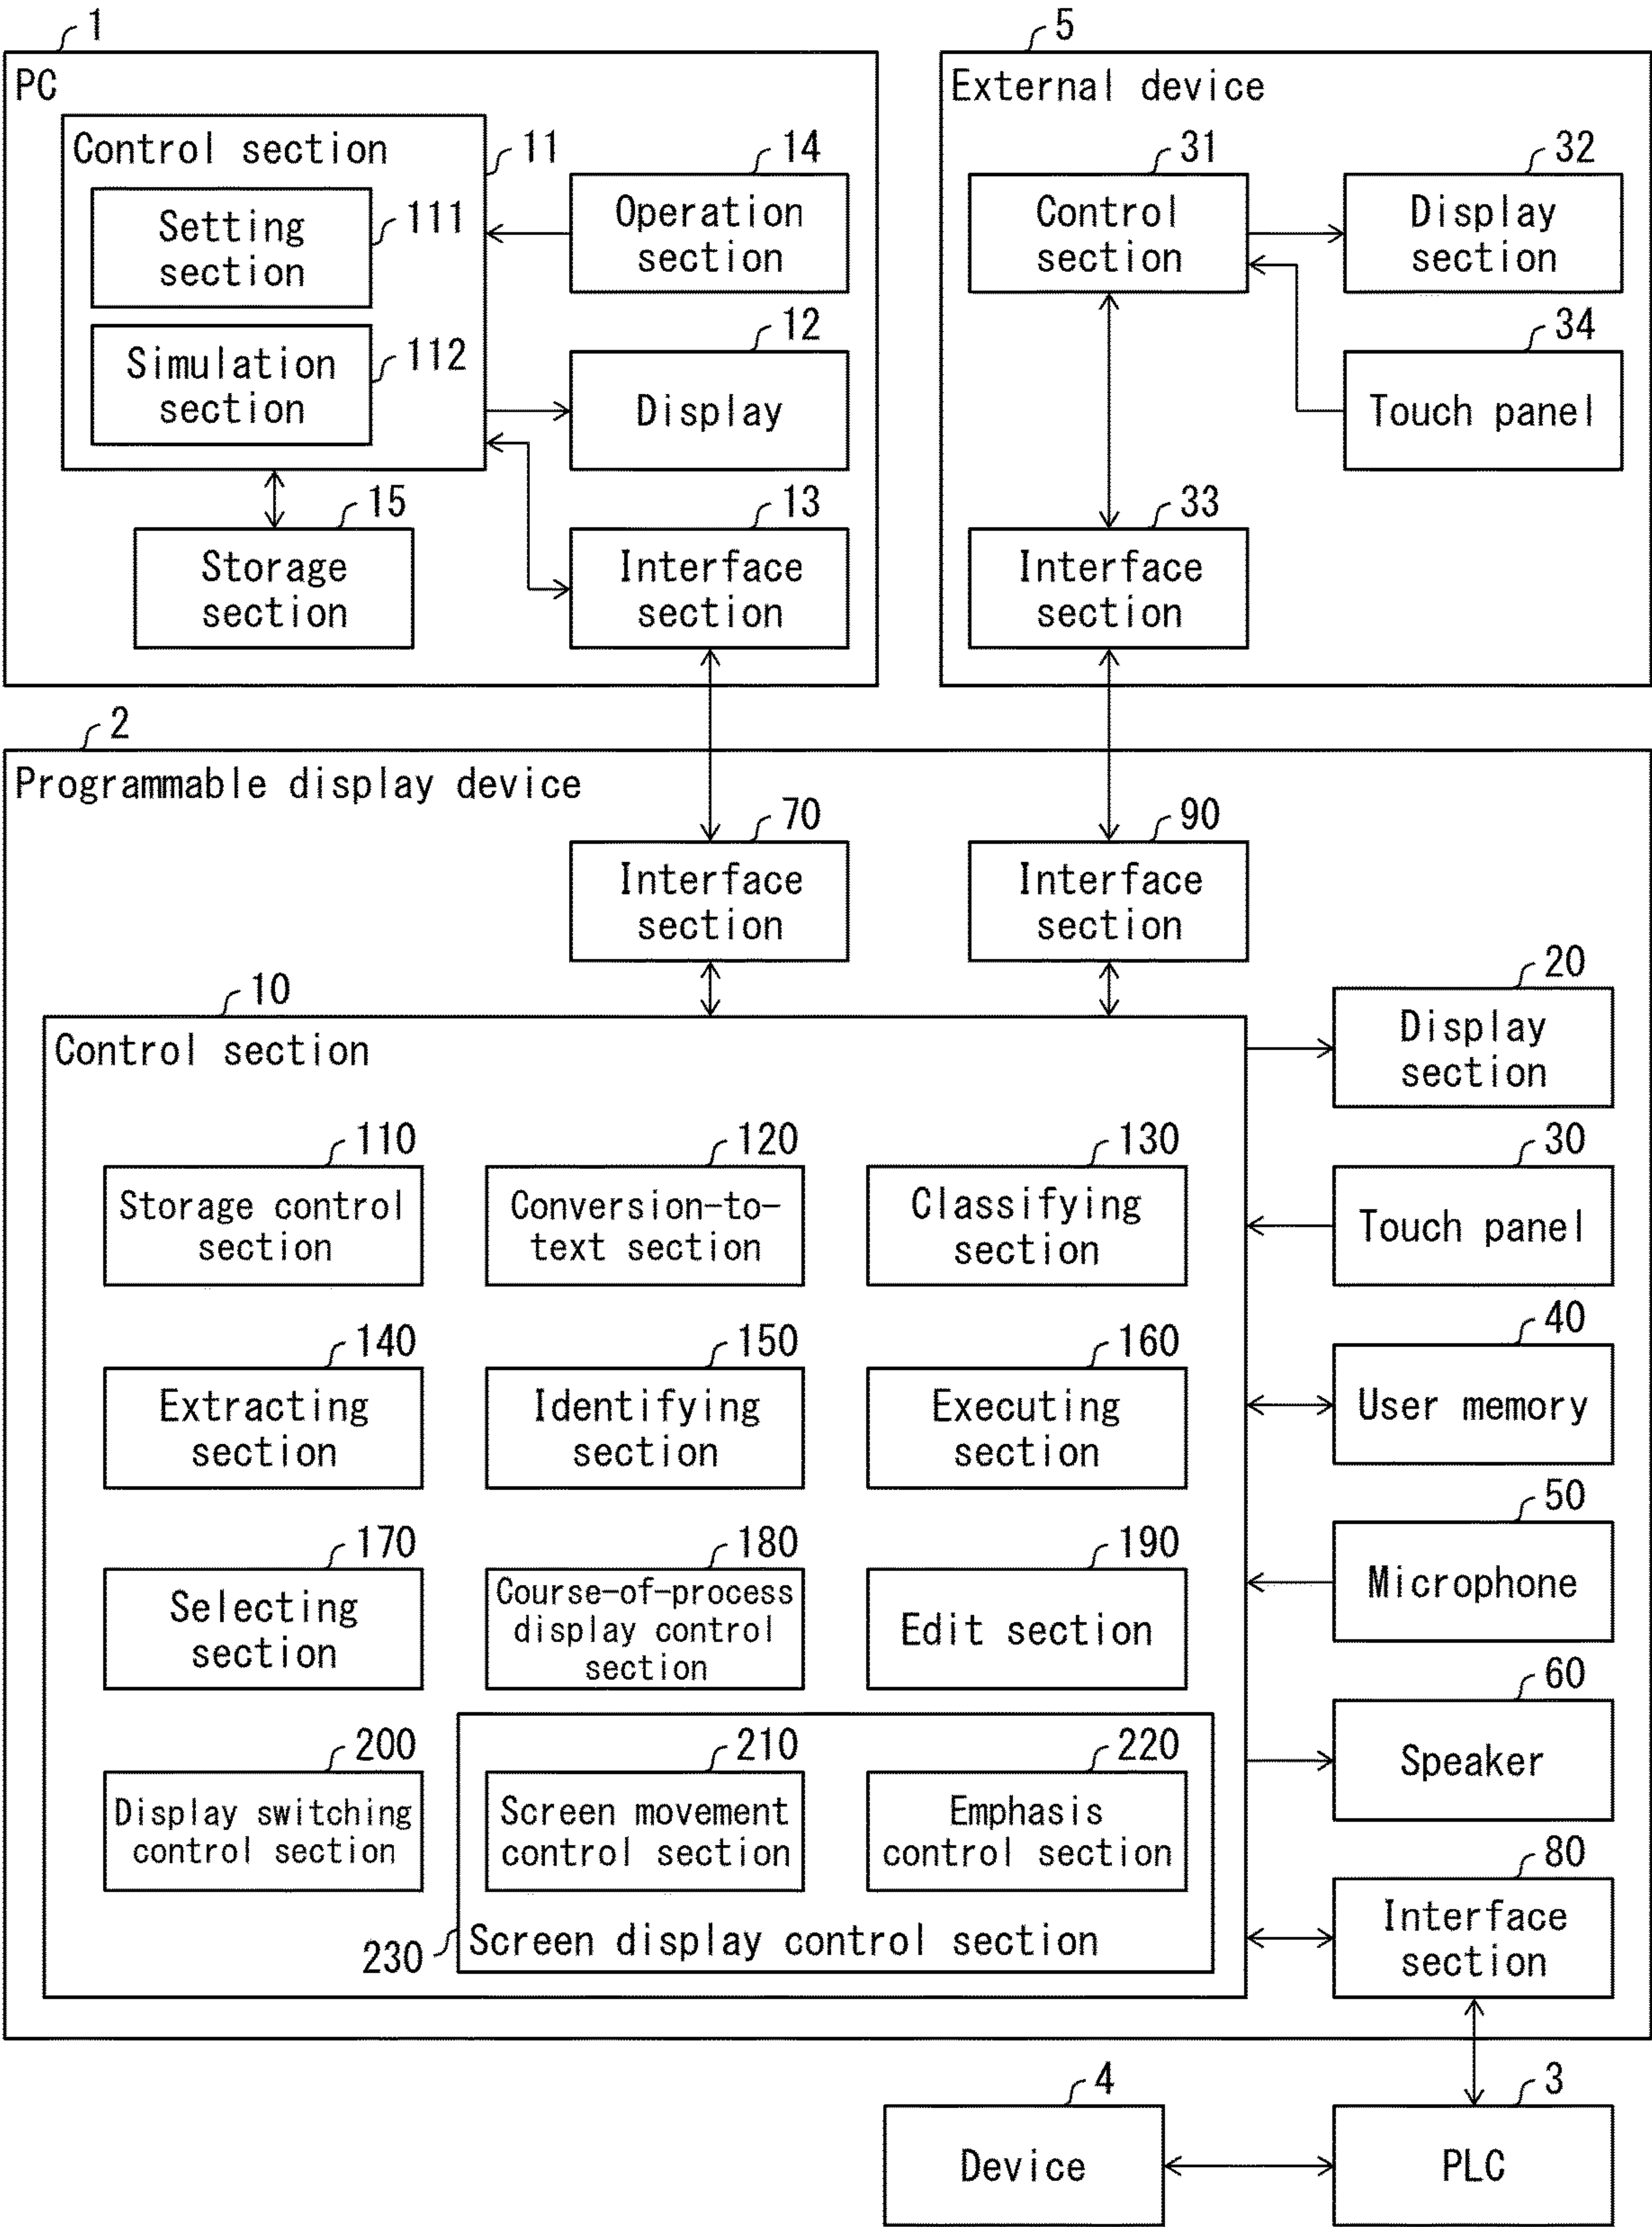 1
PC
Control section
11
Setting
section
111
Simulation
section
112
14
Operation
section
12
Display
15
Storage
section
13
Interface
section
5
External device
31
Control
section
32
Display
section
34
Touch panel
33
Interface
section
2
Programmable display device
70
Interface
section
90
Interface
section
10
Control section
110
Storage control
section
120
Conversion-to-
text section
130
Classifying
section
140
Extracting
section
150
Identifying
section
160
Executing
section
170
Selecting
section
180
Course-of-process
display control
section
190
Edit section
200
Display switching
control section
210
Screen movement
control section
220
Emphasis
control section
230
Screen display control section
20
Display
section
30
Touch panel
40
User memory
50
Microphone
60
Speaker
80
Interface
section
4
Device
3
PLC